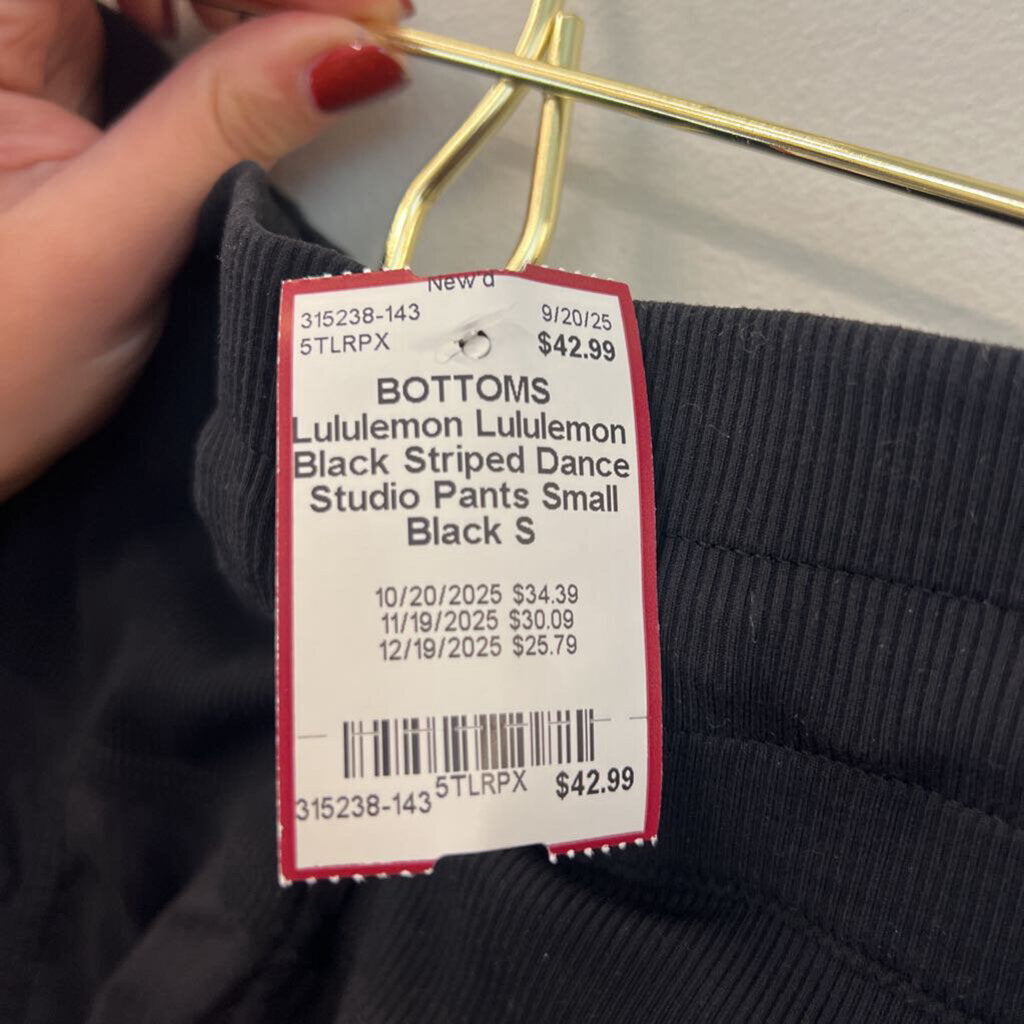 New'd
315238-143 9/20/25
5TLRPX $42.99
BOTTOMS
Lululemon Lululemon
Black Striped Dance
Studio Pants Small
Black S
10/20/2025 $34.39
11/19/2025 $30.09
12/19/2025 $25.79
315238-143 5TLRPX $42.99